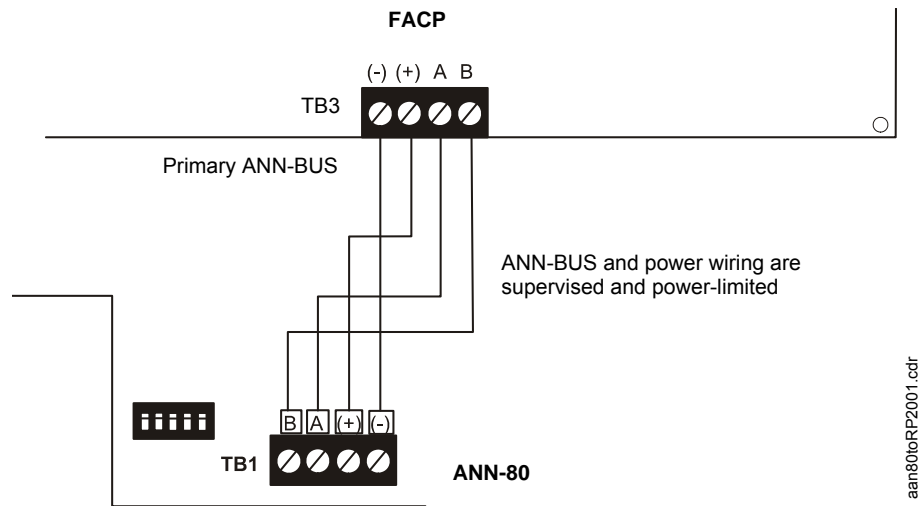 FACP
(-) (+) A B
TB3
Primary ANN-BUS
ANN-BUS and power wiring are
supervised and power-limited
B A (+) (-)
TB1
ANN-80
aan80toRP2001.cdr